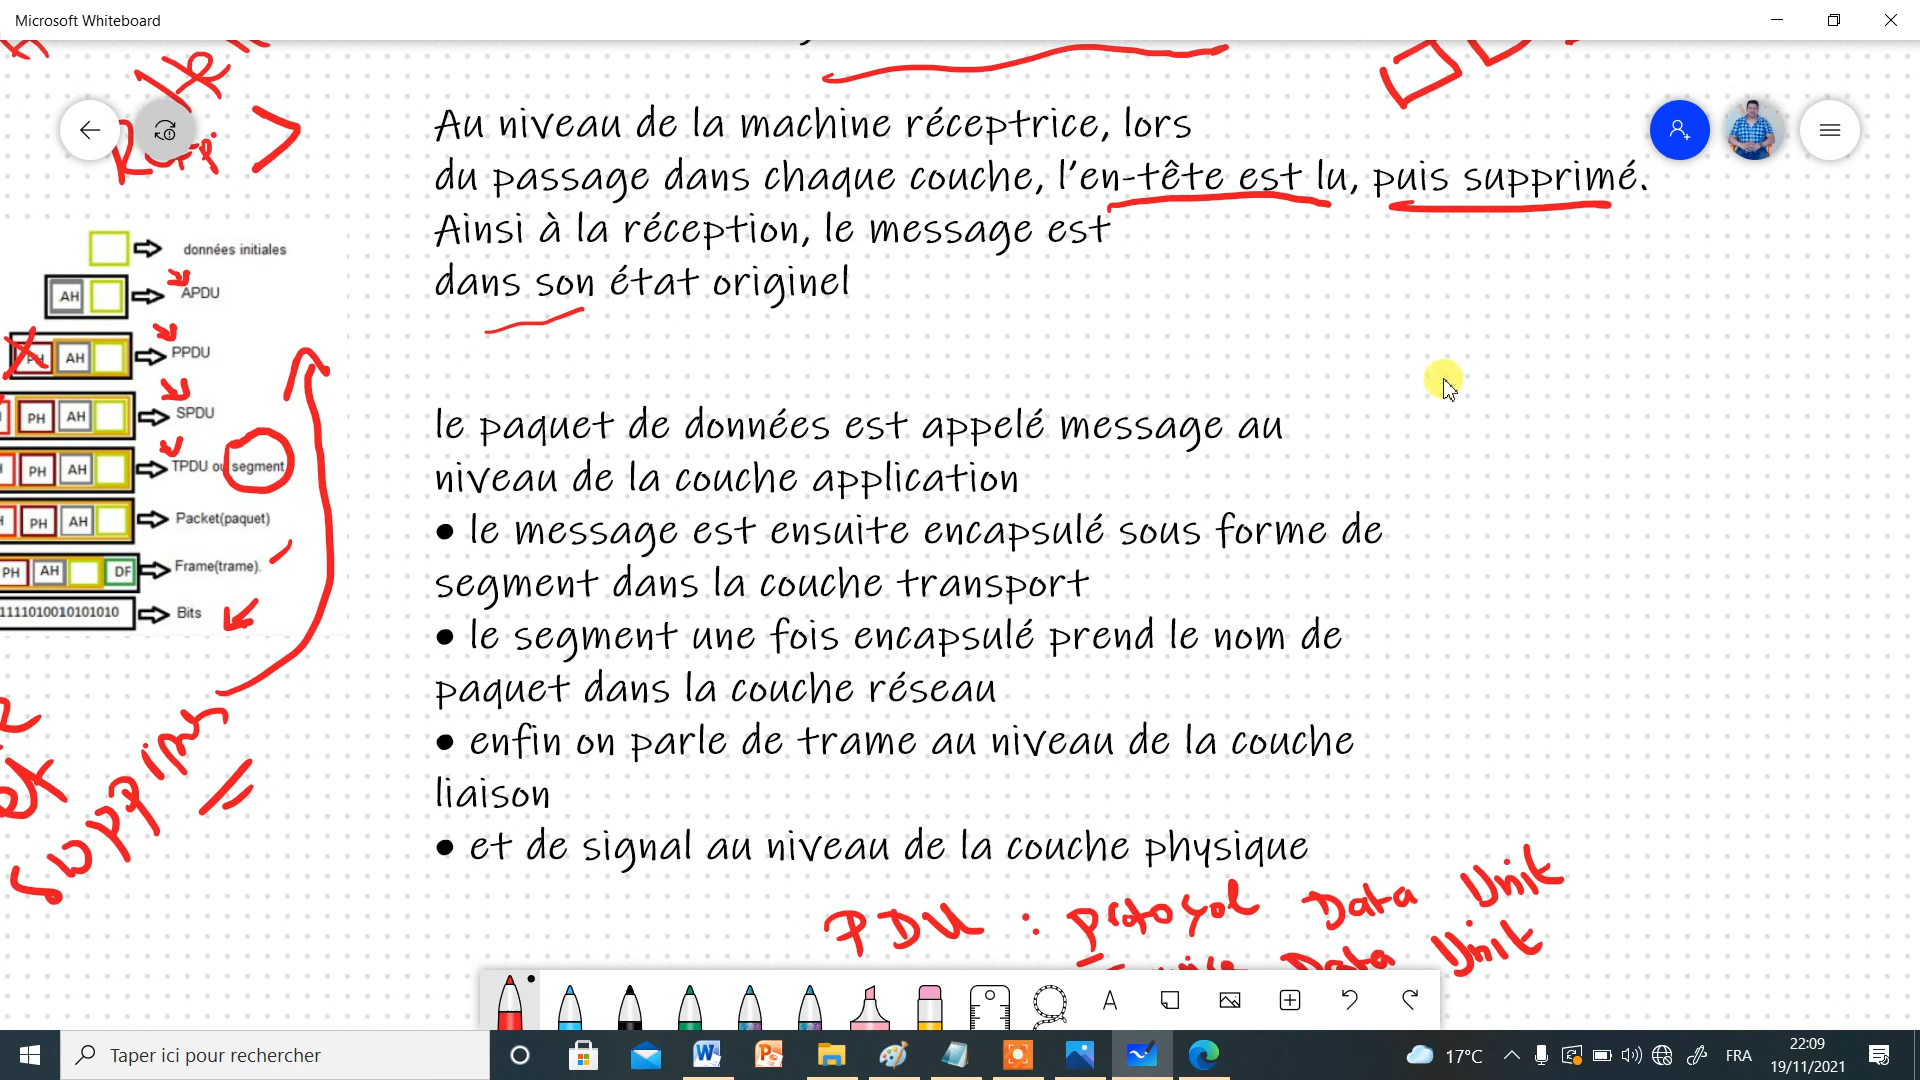 Microsoft Whiteboard
Au niveau de la machine réceptrice, lors
du passage dans chaque couche, l'en-tête est lu, puis supprimé.
Ainsi à la réception, le message est
dans son état originel
données initiales
AH
APDU
PH AH
PPDU
PH AH
SPDU
PH AH
TPDU ou segment
PH AH
Packet(paquet)
PH AH DF
Frame(trame).
1111010010101010
Bits
le paquet de données est appelé message au
niveau de la couche application
• le message est ensuite encapsulé sous forme de
segment dans la couche transport
• le segment une fois encapsulé prend le nom de
paquet dans la couche réseau
• enfin on parle de trame au niveau de la couche
liaison
• et de signal au niveau de la couche physique
PDU : protocol Data Unit
Data Unit
Taper ici pour rechercher
17°C
FRA
22:09
19/11/2021